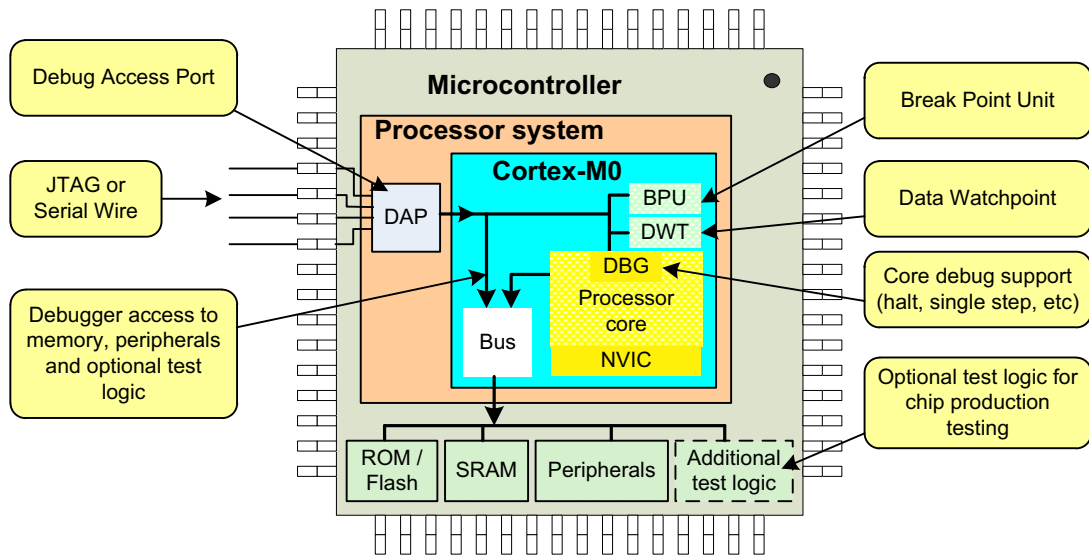 Debug Access Port
JTAG or
Serial Wire
Debugger access to
memory, peripherals
and optional test
logic
Microcontroller
Processor system
Cortex-M0
DAP
BPU
DWT
DBG
Processor
core
NVIC
Bus
ROM /
Flash
SRAM
Peripherals
Additional
test logic
Break Point Unit
Data Watchpoint
Core debug support
(halt, single step, etc)
Optional test logic for
chip production
testing